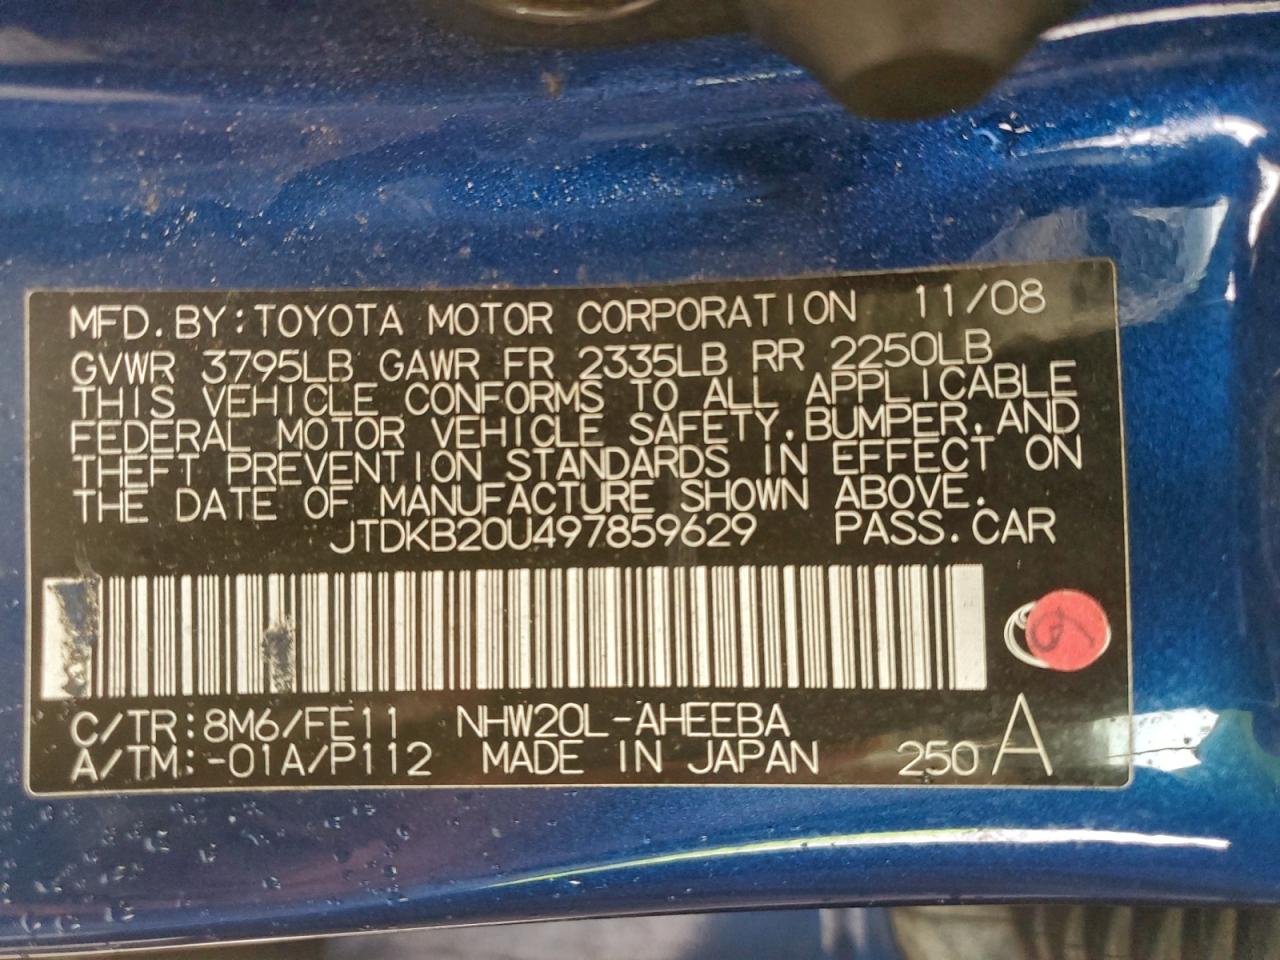 MFD. BY: TOYOTA MOTOR CORPORATION 11/08
GVWR 3795LB GAWR FR 2335LB RR 2250LB
THIS VEHICLE CONFORMS TO ALL APPLICABLE
FEDERAL MOTOR VEHICLE SAFETY, BUMPER, AND
THEFT PREVENTION STANDARDS IN EFFECT ON
THE DATE OF MANUFACTURE SHOWN ABOVE.
JTDKB20U497859629 PASS. CAR
C/TR: 8M6/FE11 NHW20L-AHEEBA
A/TM: -01A/P112 MADE IN JAPAN 250 A